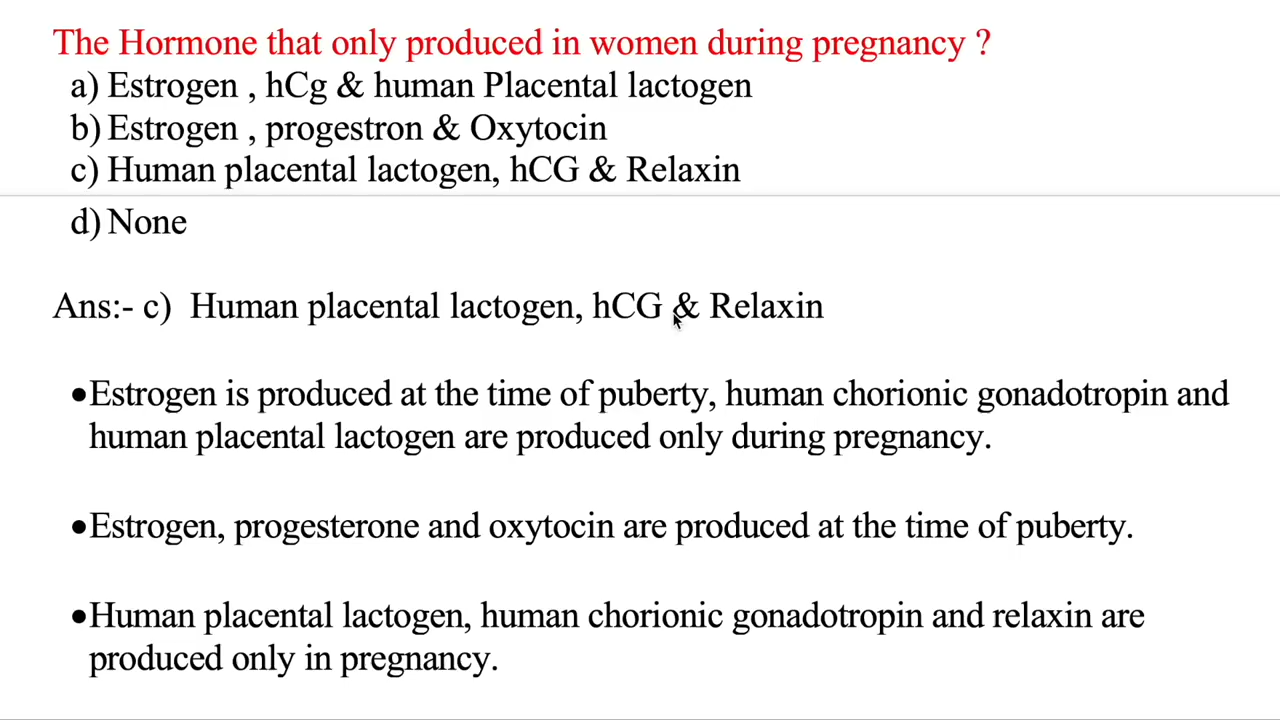 The Hormone that only produced in women during pregnancy ?
a) Estrogen , hCg & human Placental lactogen
b) Estrogen , progestron & Oxytocin
c) Human placental lactogen, hCG & Relaxin
d) None
Ans:- c)  Human placental lactogen, hCG & Relaxin
•Estrogen is produced at the time of puberty, human chorionic gonadotropin and
human placental lactogen are produced only during pregnancy.
•Estrogen, progesterone and oxytocin are produced at the time of puberty.
•Human placental lactogen, human chorionic gonadotropin and relaxin are
produced only in pregnancy.